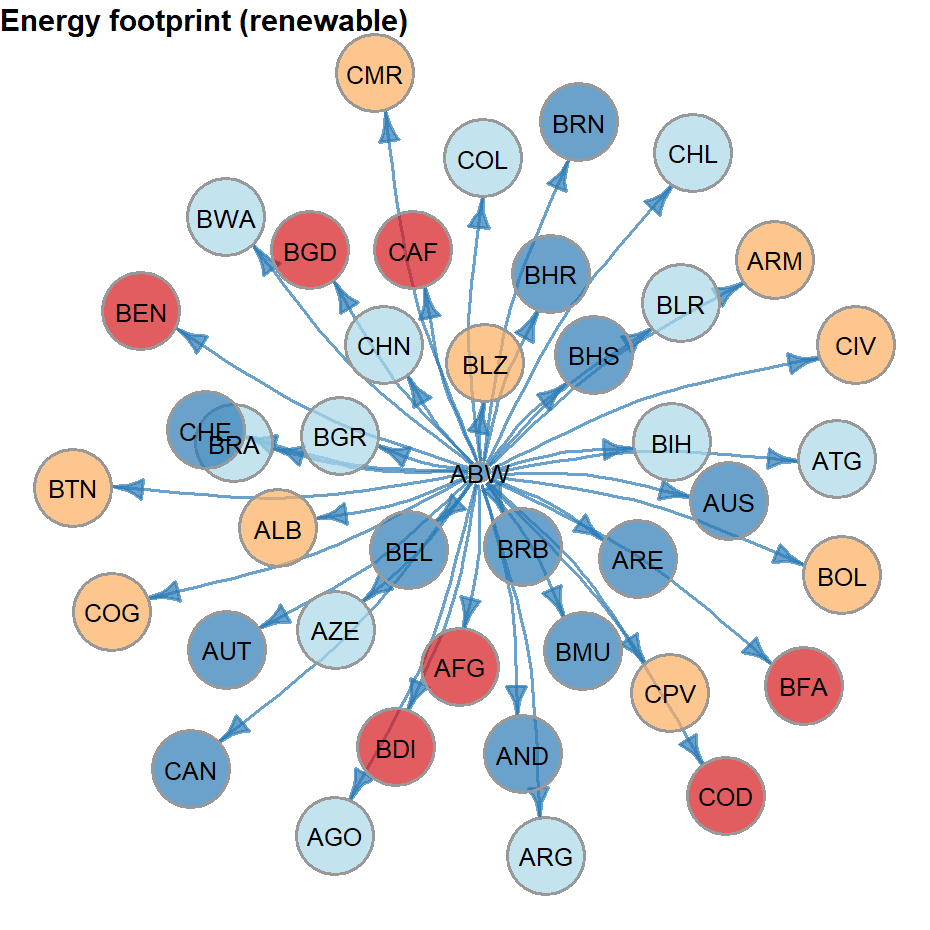 Energy footprint (renewable)
CMR
BRN
COL
CHL
BWA
BGD
CAF
ARM
BHR
BLR
BEN
CHN
BLZ
BHS
CIV
CHE
BRA
BGR
BIH
ATG
ABW
BTN
AUS
ALB
BEL
BRB
ARE
BOL
COG
AZE
AUT
BMU
AFG
CPV
BFA
CAN
BDI
AND
COD
AGO
ARG